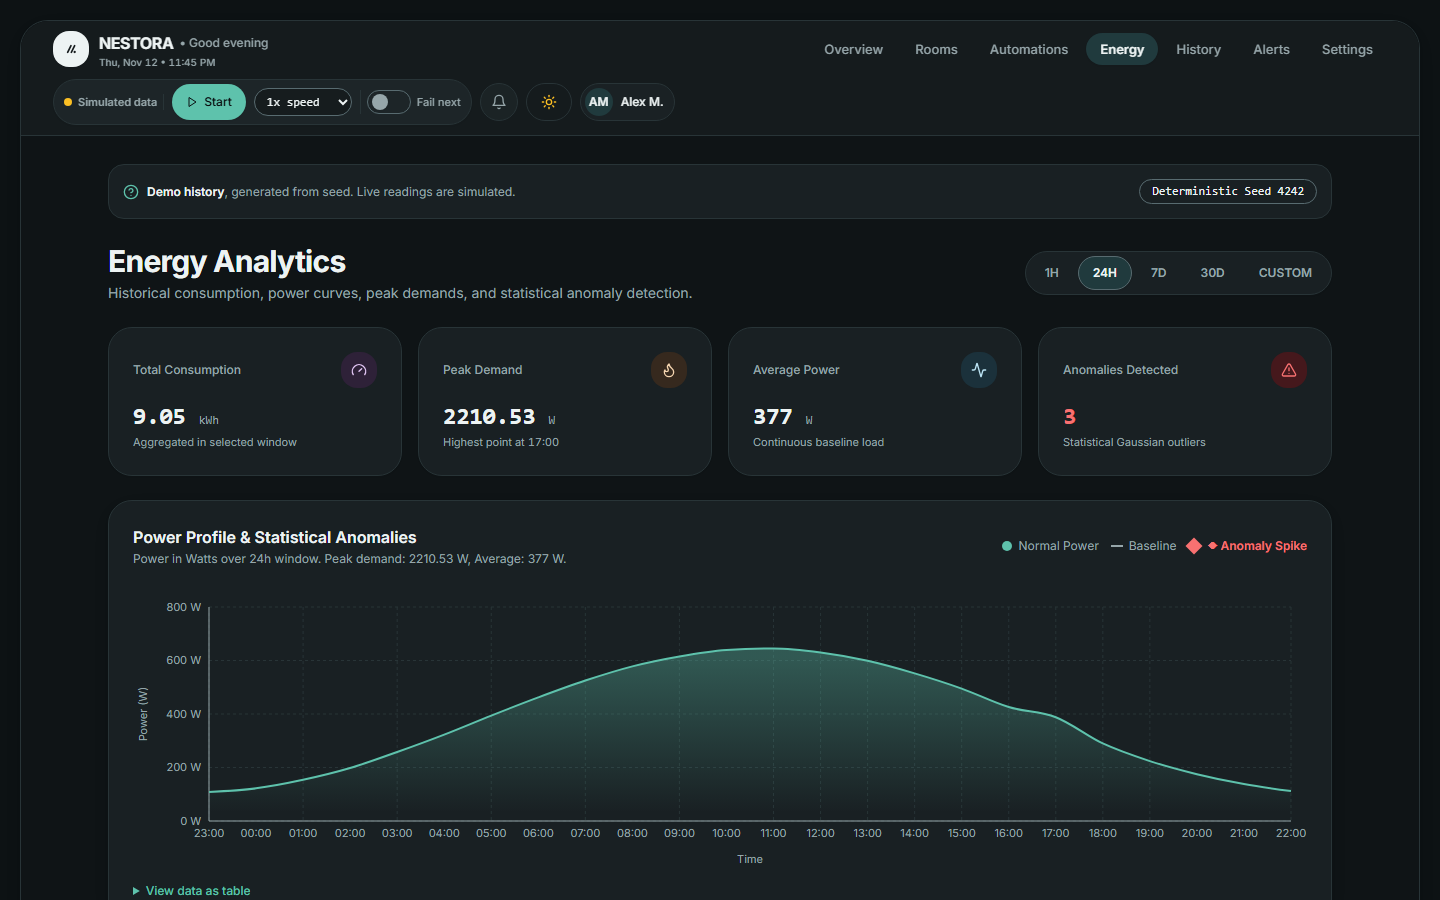 NESTORA • Good evening
Thu, Nov 12 • 11:45 PM
Overview
Rooms
Automations
Energy
History
Alerts
Settings
Simulated data
Start
1x speed
Fail next
AM Alex M.
Demo history, generated from seed. Live readings are simulated.
Deterministic Seed 4242
Energy Analytics
Historical consumption, power curves, peak demands, and statistical anomaly detection.
1H
24H
7D
30D
CUSTOM
Total Consumption
9.05 kWh
Aggregated in selected window
Peak Demand
2210.53 W
Highest point at 17:00
Average Power
377 W
Continuous baseline load
Anomalies Detected
3
Statistical Gaussian outliers
Power Profile & Statistical Anomalies
Power in Watts over 24h window. Peak demand: 2210.53 W, Average: 377 W.
Normal Power
Baseline
Anomaly Spike
800 W
600 W
400 W
200 W
0 W
Power (W)
23:00 00:00 01:00 02:00 03:00 04:00 05:00 06:00 07:00 08:00 09:00 10:00 11:00 12:00 13:00 14:00 15:00 16:00 17:00 18:00 19:00 20:00 21:00 22:00
Time
View data as table